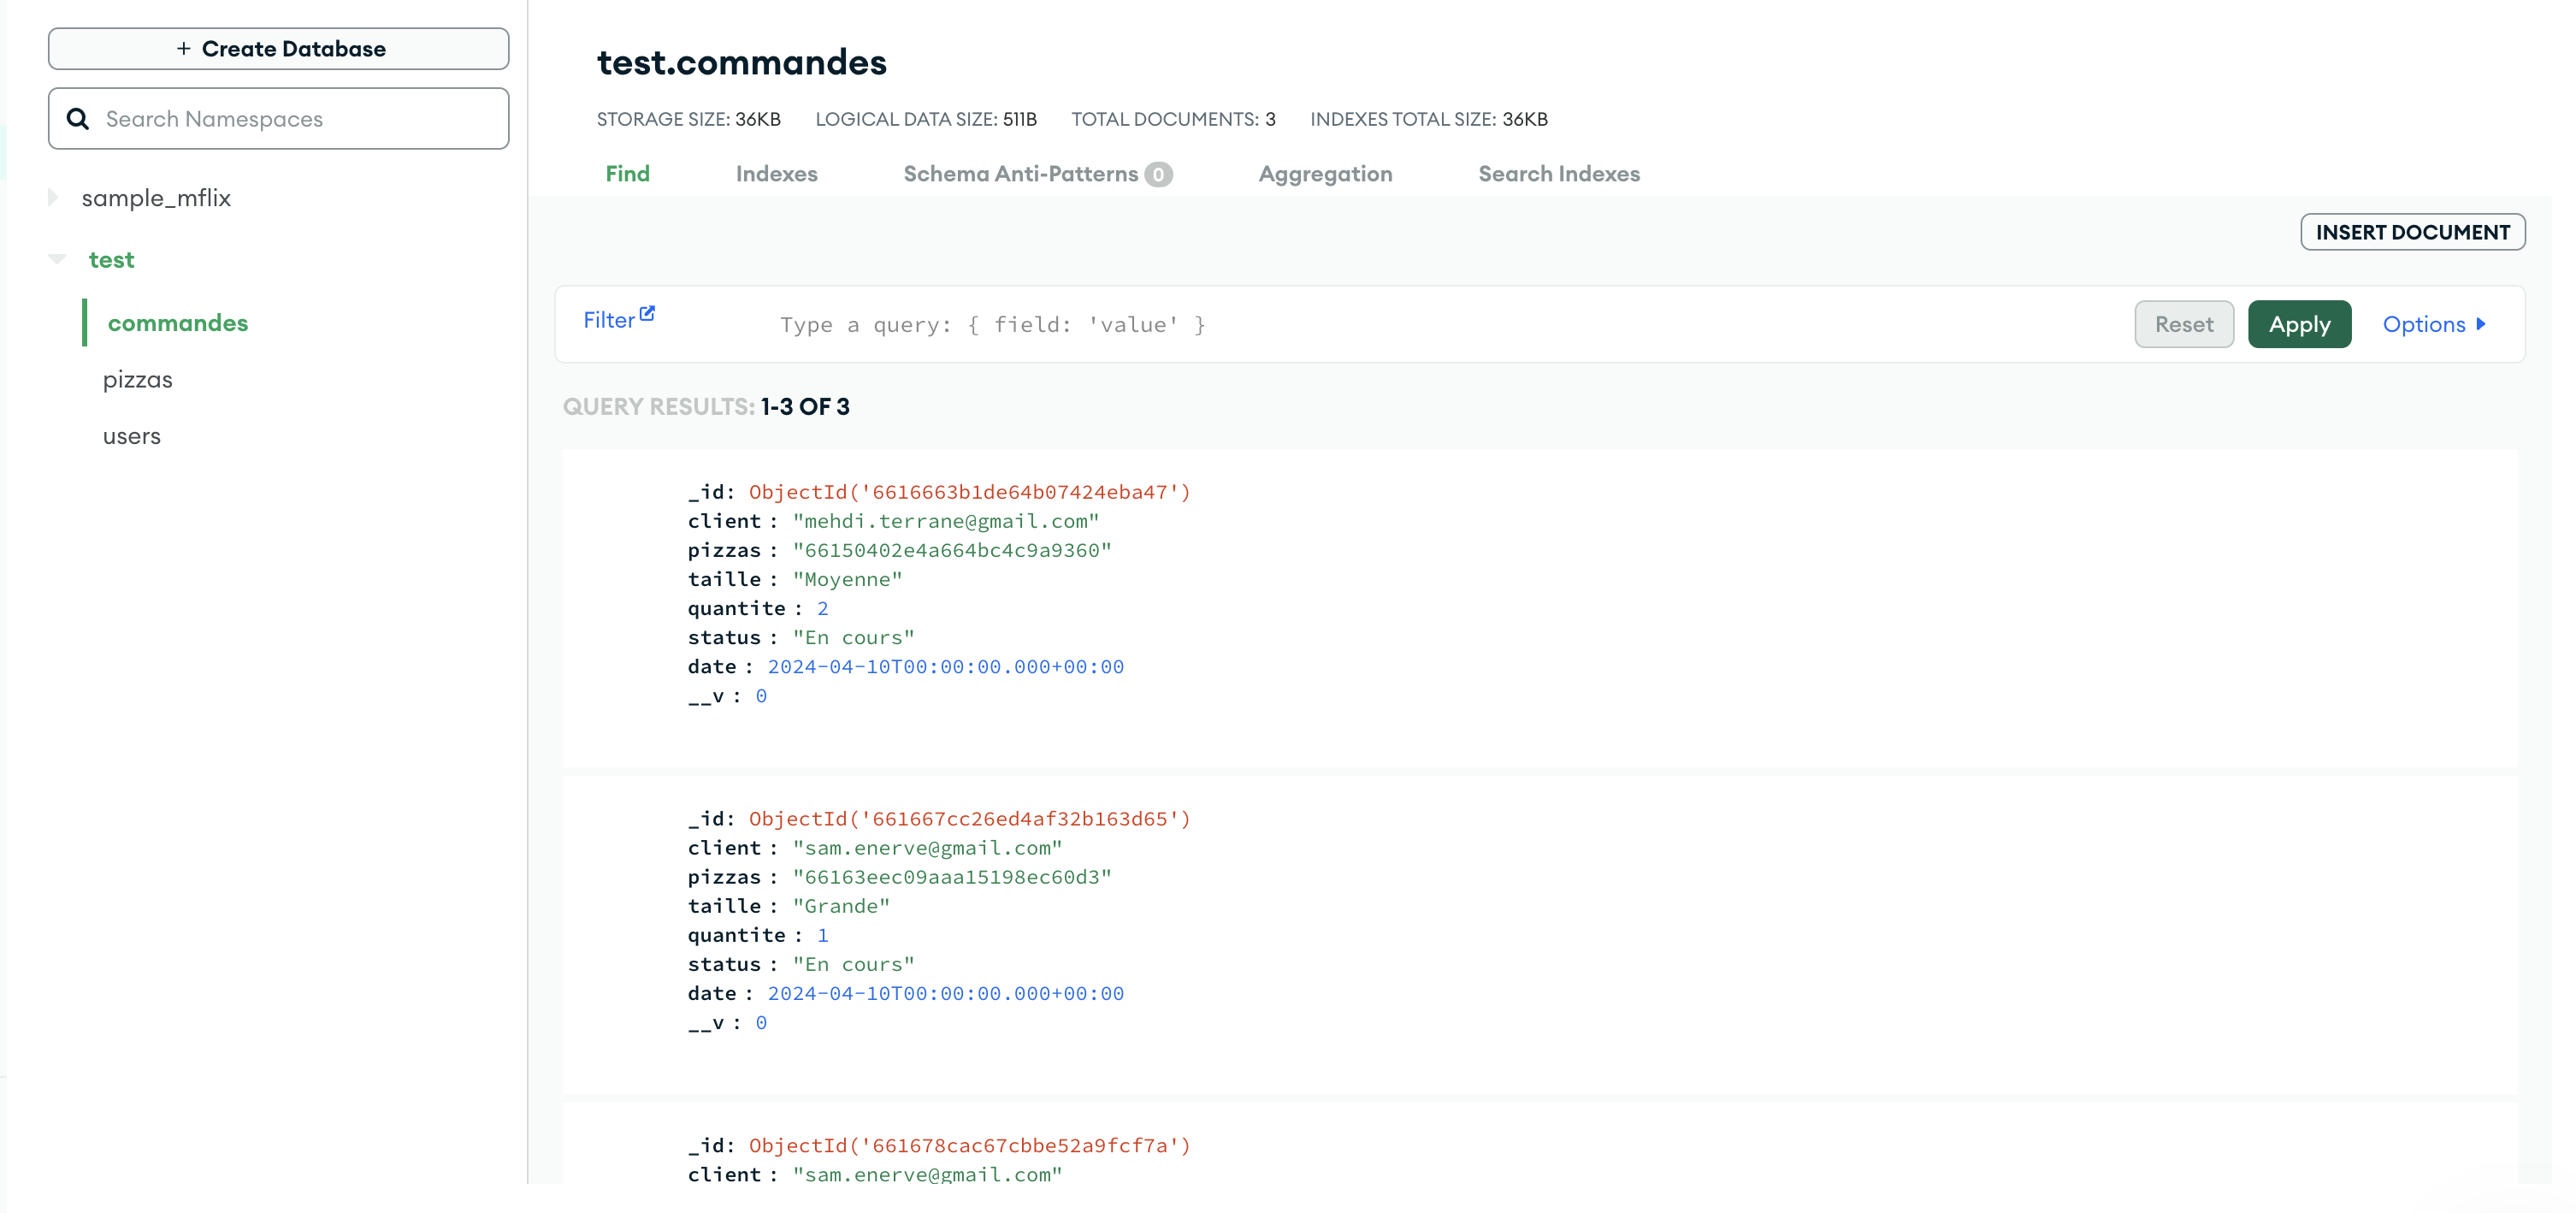 + Create Database
Search Namespaces
sample_mflix
test
commandes
pizzas
users
test.commandes
STORAGE SIZE: 36KB LOGICAL DATA SIZE: 511B TOTAL DOCUMENTS: 3 INDEXES TOTAL SIZE: 36KB
Find Indexes Schema Anti-Patterns 0 Aggregation Search Indexes
INSERT DOCUMENT
Filter Type a query: { field: 'value' } Reset Apply Options
QUERY RESULTS: 1-3 OF 3
_id: ObjectId('6616663b1de64b07424eba47')
client : "mehdi.terrane@gmail.com"
pizzas : "66150402e4a664bc4c9a9360"
taille : "Moyenne"
quantite : 2
status : "En cours"
date : 2024-04-10T00:00:00.000+00:00
__v : 0
_id: ObjectId('661667cc26ed4af32b163d65')
client : "sam.enerve@gmail.com"
pizzas : "66163eec09aaa15198ec60d3"
taille : "Grande"
quantite : 1
status : "En cours"
date : 2024-04-10T00:00:00.000+00:00
__v : 0
_id: ObjectId('661678cac67cbbe52a9fcf7a')
client : "sam.enerve@gmail.com"